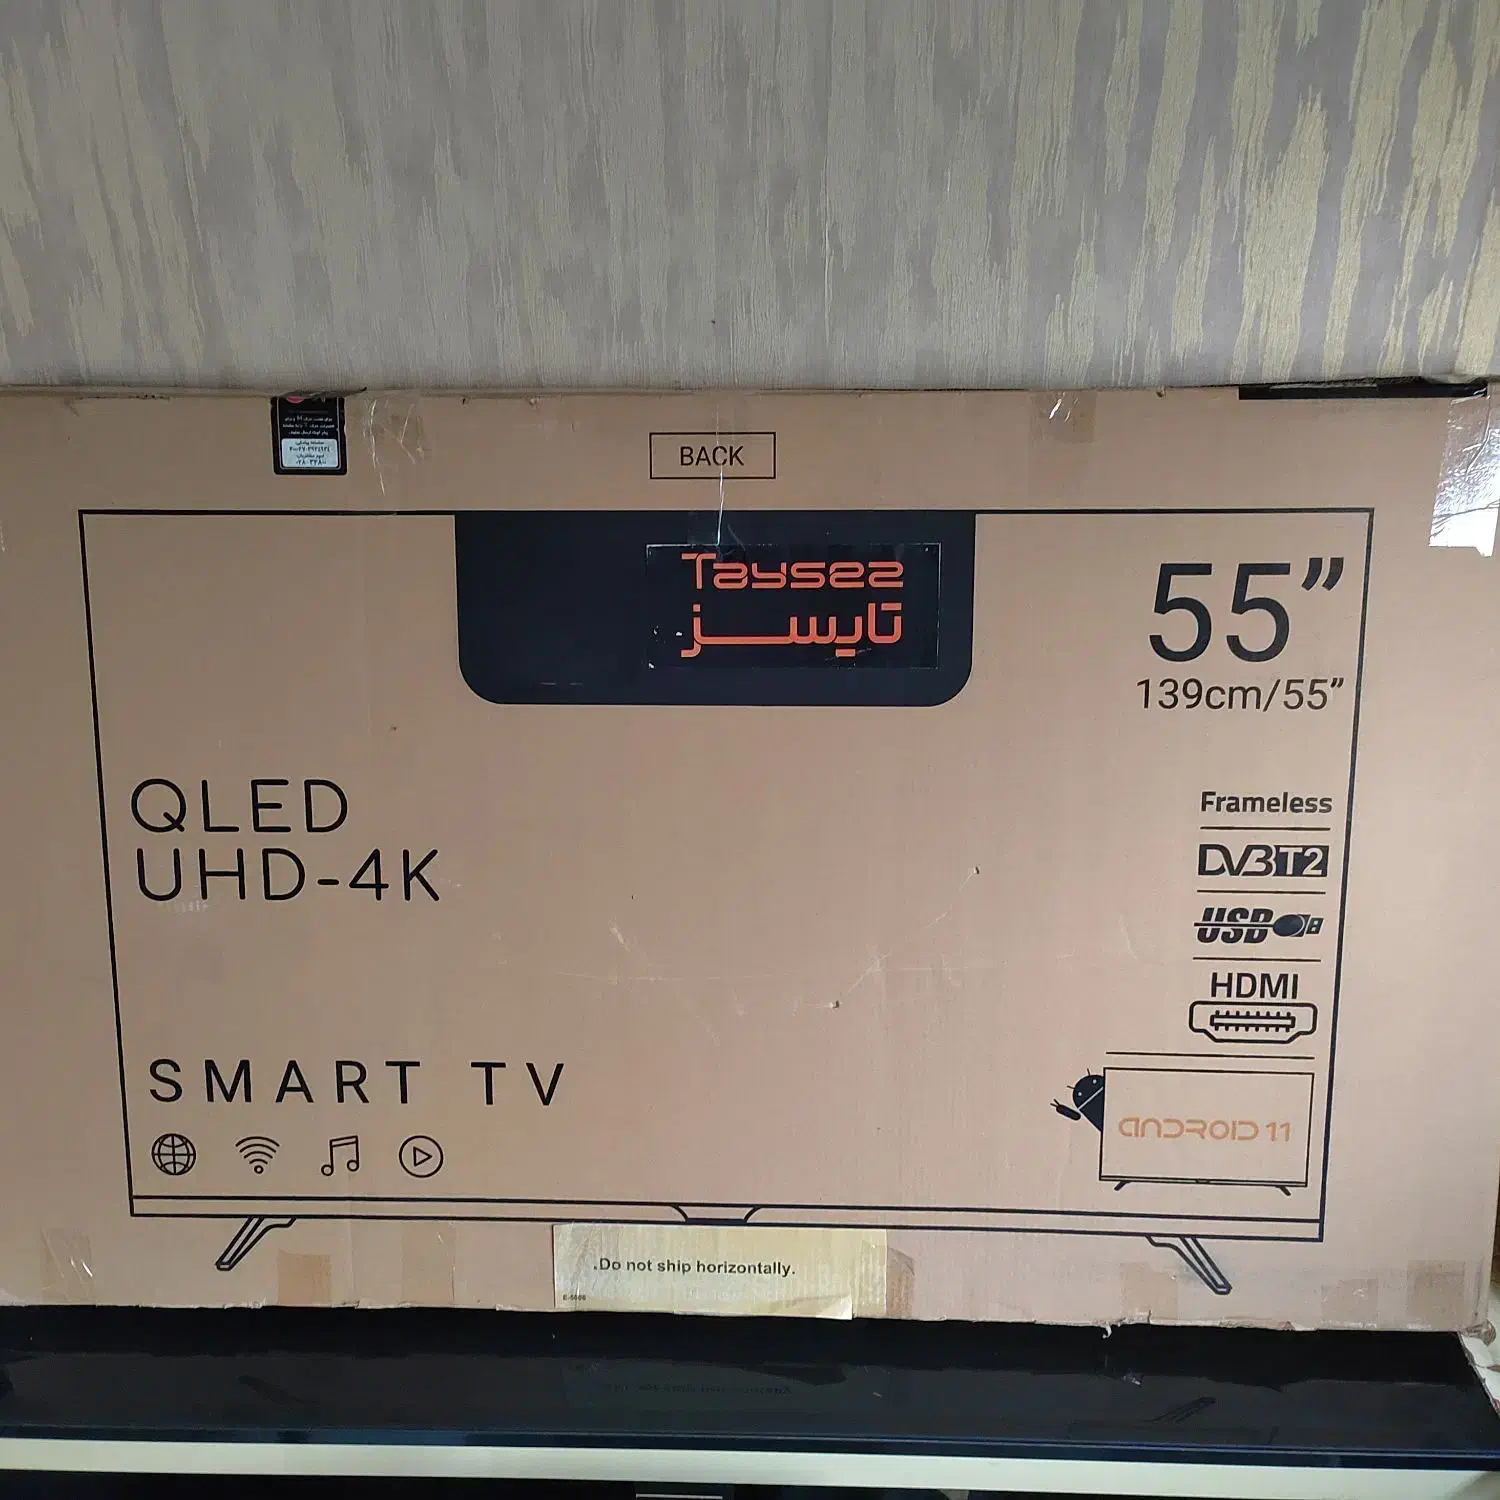 BACK
Taysez
تایسز
55”
139cm/55”
QLED
UHD-4K
Frameless
DVB T2
USB
HDMI
SMART TV
ANDROID 11
.Do not ship horizontally.